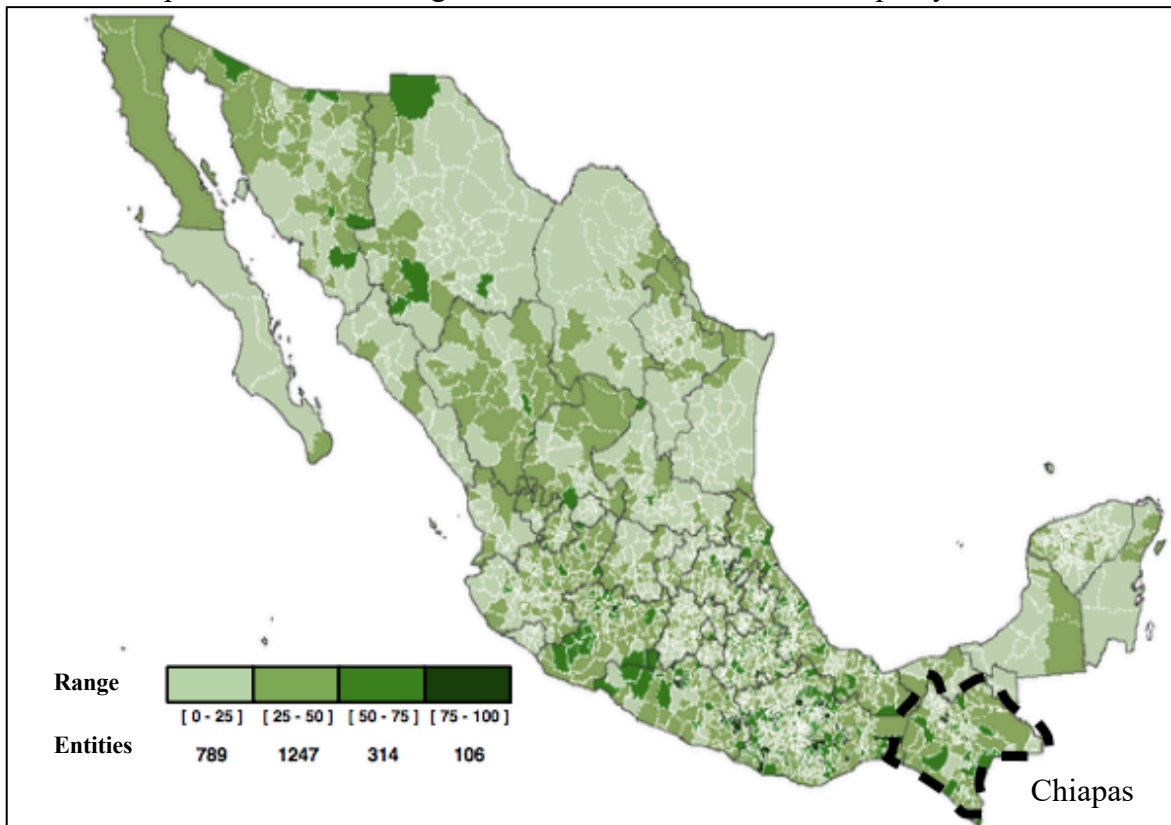 Range
[ 0 - 25 ] [ 25 - 50 ] [ 50 - 75 ] [ 75 - 100 ]
Entities
789 1247 314 106
Chiapas